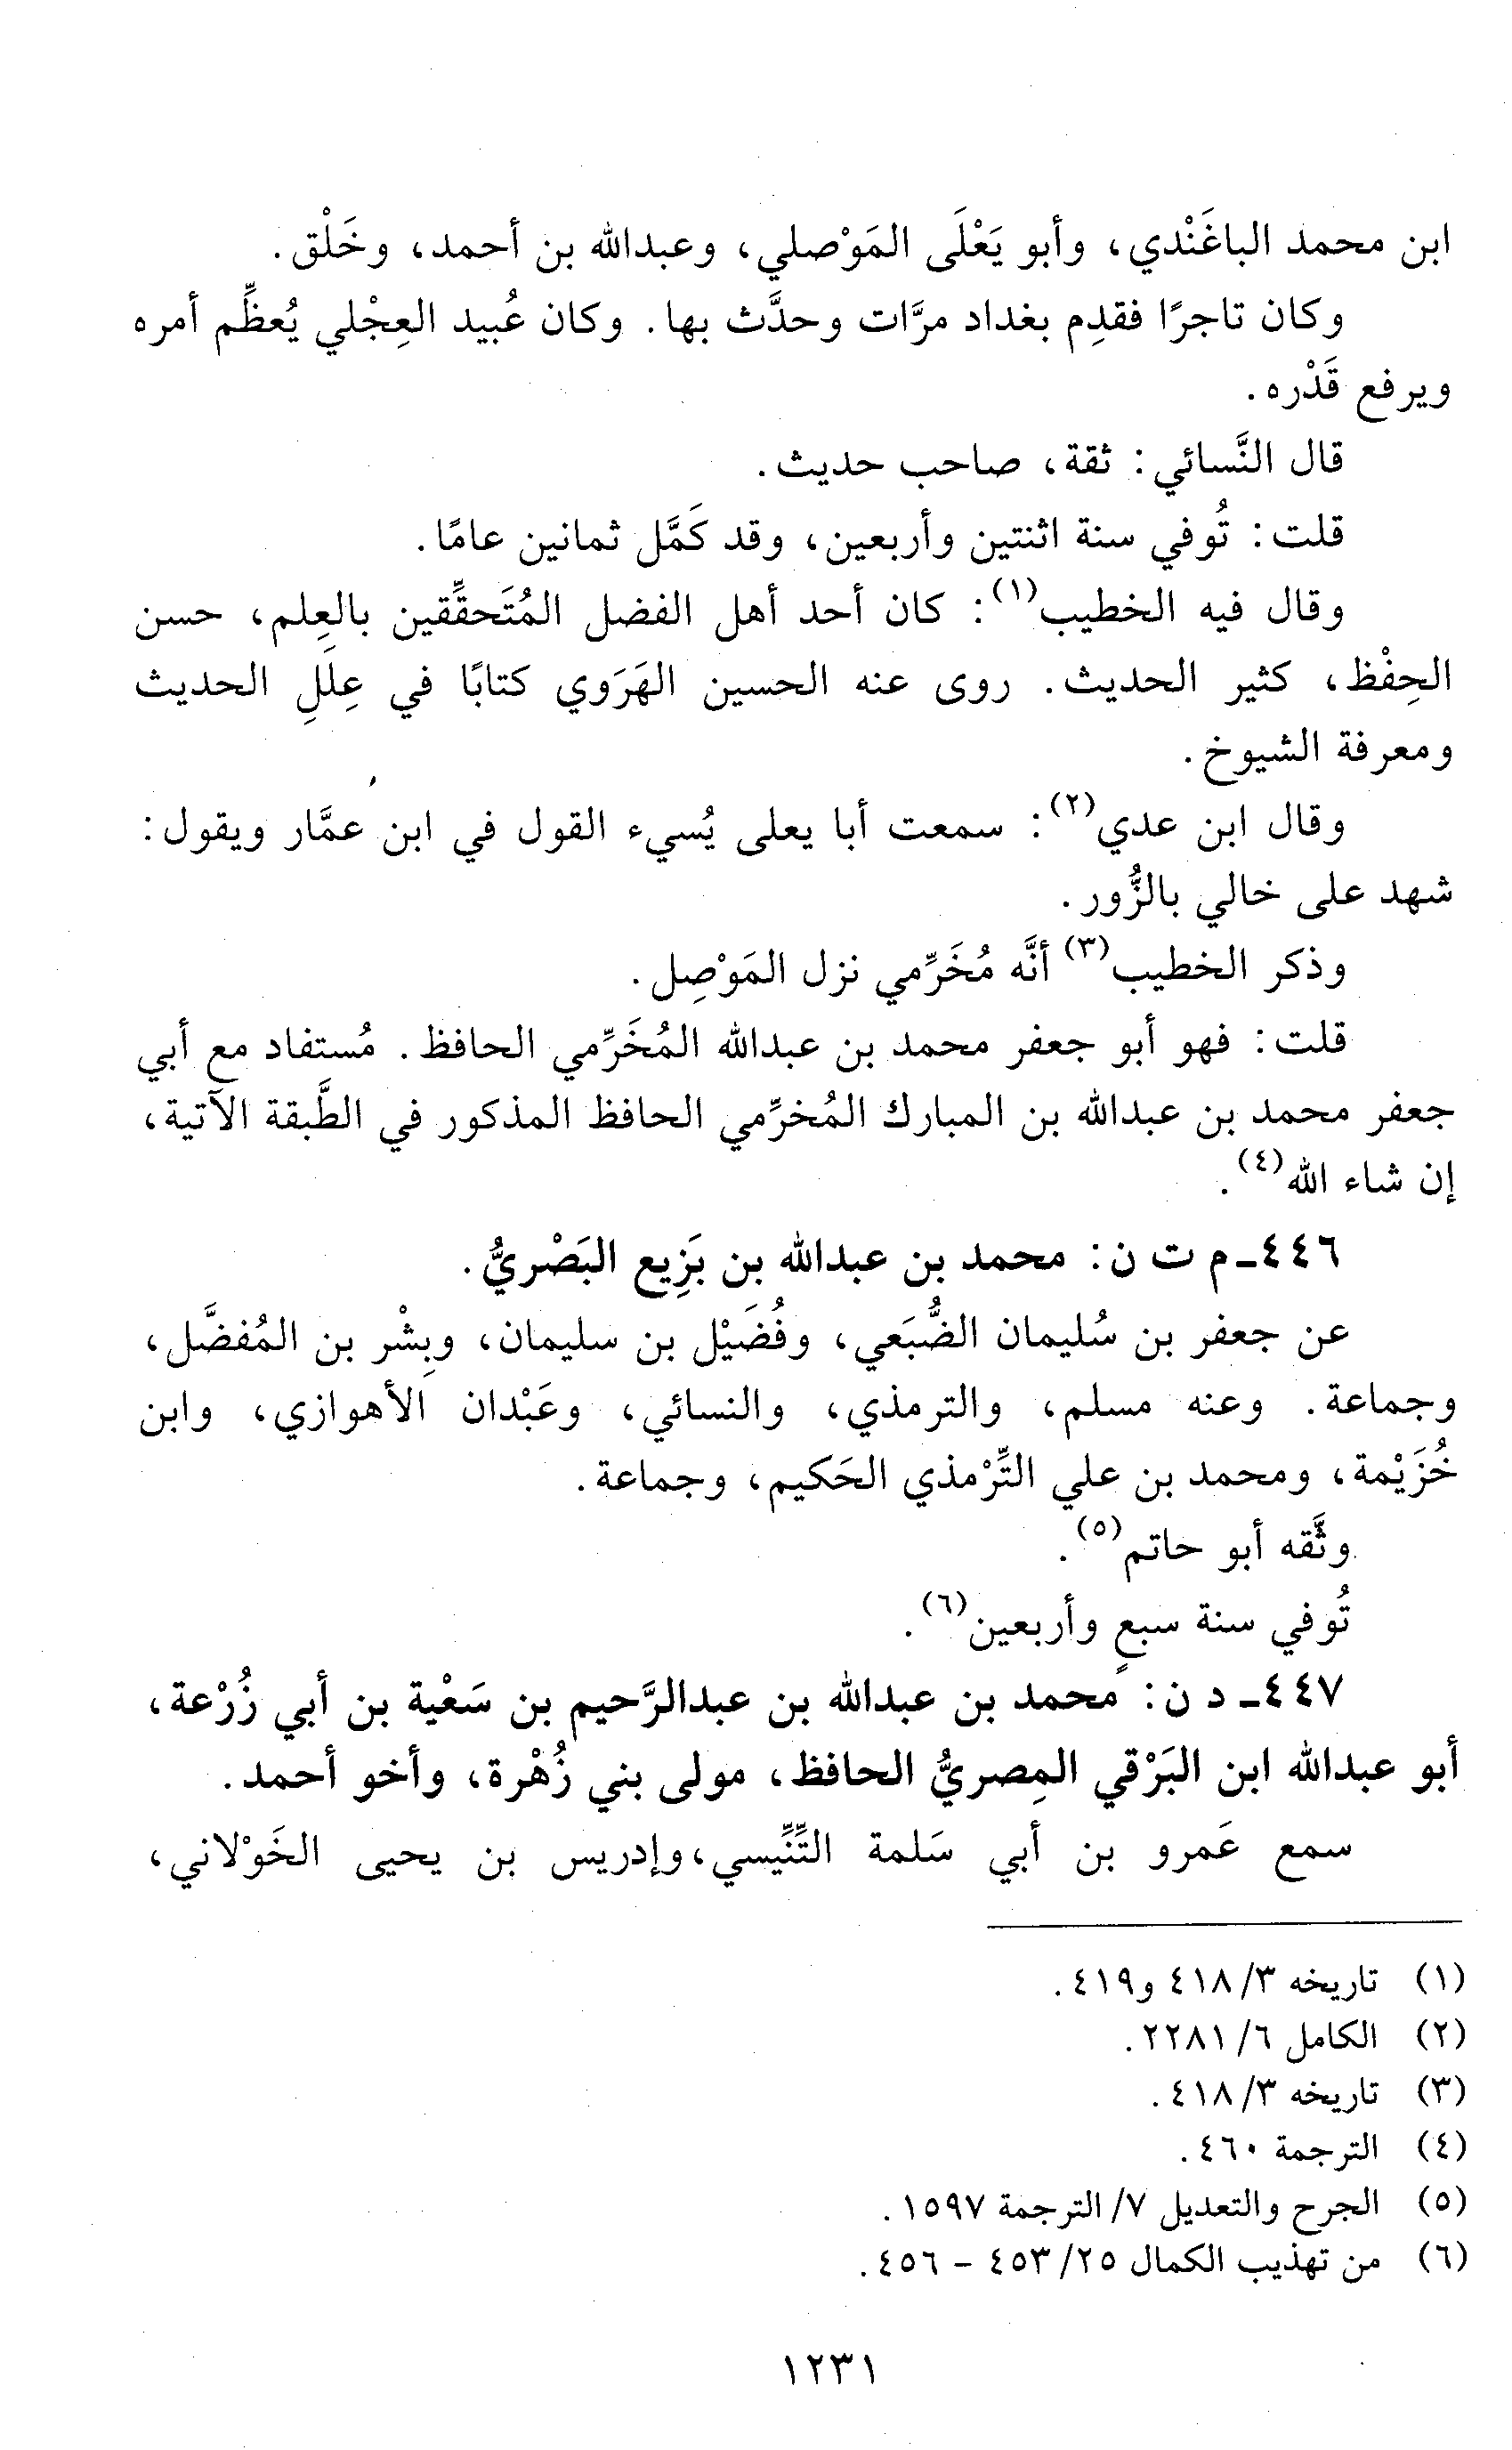 ابن محمد الباغَنْدي، وأبو يَعْلَى المَوْصلي، وعبدالله بن أحمد، وخَلْق.
وكان تاجرًا فقدِم بغداد مرَّات وحدَّث بها. وكان عُبيد العِجْلي يُعظِّم أمره
ويرفع قَدْره.
قال النَّسائي: ثقة، صاحب حديث.
قلت: تُوفي سنة اثنتين وأربعين، وقد كَمَّل ثمانين عامًا.
وقال فيه الخطيب(١): كان أحد أهل الفضل المُتَحقِّقين بالعِلم، حسن
الحِفْظ، كثير الحديث. روى عنه الحسين الهَرَوي كتابًا في عِلَلِ الحديث
ومعرفة الشيوخ.
وقال ابن عدي(٢): سمعت أبا يعلى يُسيء القول في ابن عمَّار ويقول:
شهد على خالي بالزُّور.
وذكر الخطيب(٣) أنَّه مُخَرِّمي نزل المَوْصِل.
قلت: فهو أبو جعفر محمد بن عبدالله المُخَرِّمي الحافظ. مُستفاد مع أبي
جعفر محمد بن عبدالله بن المبارك المُخرِّمي الحافظ المذكور في الطَّبقة الآتية،
إن شاء الله(٤).
٤٤٦ـ م ت ن: محمد بن عبدالله بن بَزِيع البَصْريُّ.
عن جعفر بن سُليمان الضُّبَعي، وفُضَيْل بن سليمان، وبِشْر بن المُفضَّل،
وجماعة. وعنه مسلم، والترمذي، والنسائي، وعَبْدان الأهوازي، وابن
خُزَيْمة، ومحمد بن علي التِّرْمذي الحَكيم، وجماعة.
وثَّقه أبو حاتم(٥).
تُوفي سنة سبعٍ وأربعين(٦).
٤٤٧ـ د ن: محمد بن عبدالله بن عبدالرَّحيم بن سَعْية بن أبي زُرْعة،
أبو عبدالله ابن البَرْقي المِصريُّ الحافظ، مولى بني زُهْرة، وأخو أحمد.
سمع عَمرو بن أبي سَلمة التِّنِّيسي، وإدريس بن يحيى الخَوْلاني،
(١) تاريخه ٣/ ٤١٨ و٤١٩.
(٢) الكامل ٦/ ٢٢٨١.
(٣) تاريخه ٣/ ٤١٨.
(٤) الترجمة ٤٦٠.
(٥) الجرح والتعديل ٧/ الترجمة ١٥٩٧.
(٦) من تهذيب الكمال ٢٥/ ٤٥٣ - ٤٥٦.
١٢٣١